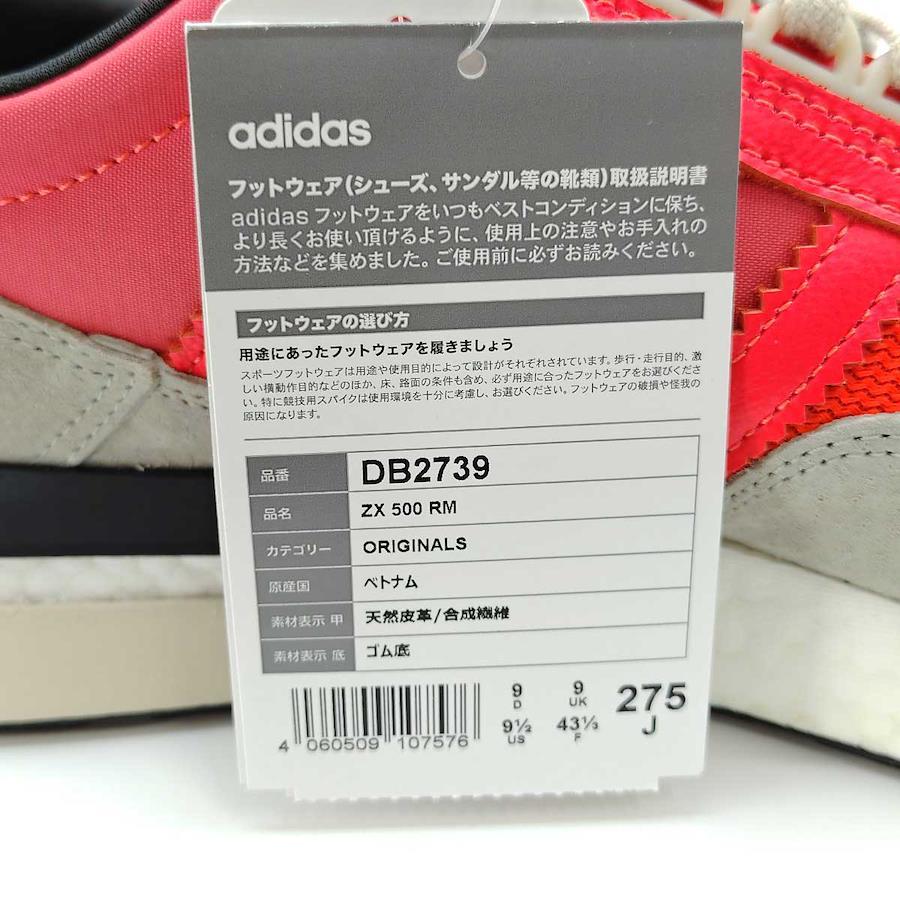 adidas
フットウェア(シューズ、サンダル等の靴類)取扱説明書
adidas フットウェアをいつもベストコンディションに保ち、
より長くお使い頂けるように、使用上の注意やお手入れの
方法などを集めました。ご使用前に必ずお読みください。
フットウェアの選び方
用途にあったフットウェアを履きましょう
スポーツフットウェアは用途や使用目的によって設計がそれぞれされています。歩行・走行目的、激
しい横動作目的などのほか、床、路面の条件も含め、必ず用途に合ったフットウェアをお選びくださ
い。特に競技用スパイクは使用環境を十分に考慮し、お選びください。フットウェアの破損や怪我の
原因になります。
品番 DB2739
品名 ZX 500 RM
カテゴリー ORIGINALS
原産国 ベトナム
素材表示 甲 天然皮革/合成繊維
素材表示 底 ゴム底
9 9 275
D UK J
9½ 43⅓
US F
4 060509 107576